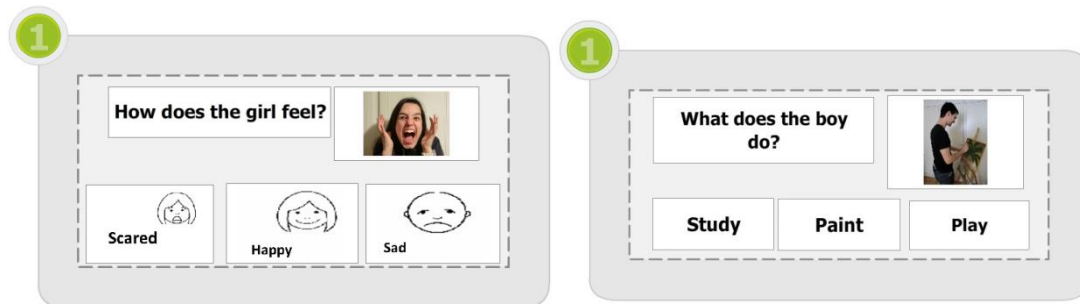 1
How does the girl feel?
Scared
Happy
Sad
1
What does the boy
do?
Study
Paint
Play